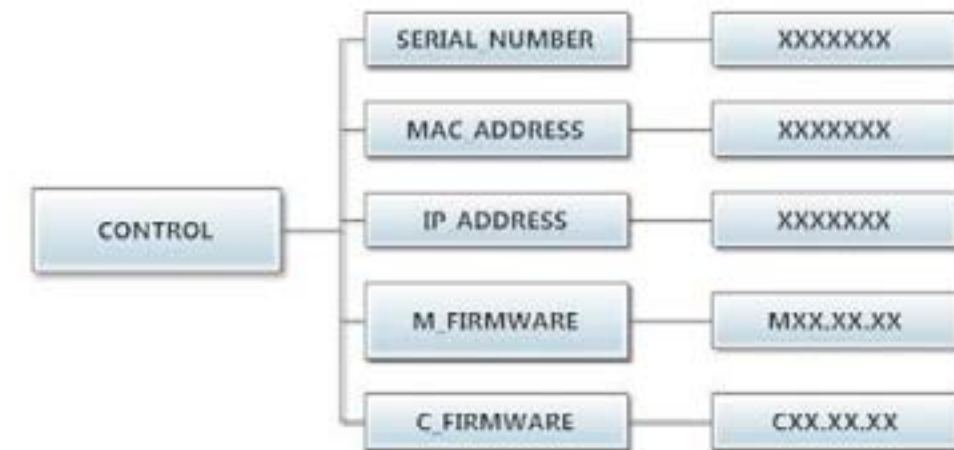 SERIAL_NUMBER XXXXXXX
MAC_ADDRESS XXXXXXX
CONTROL
IP_ADDRESS XXXXXXX
M_FIRMWARE MXX.XX.XX
C_FIRMWARE CXX.XX.XX